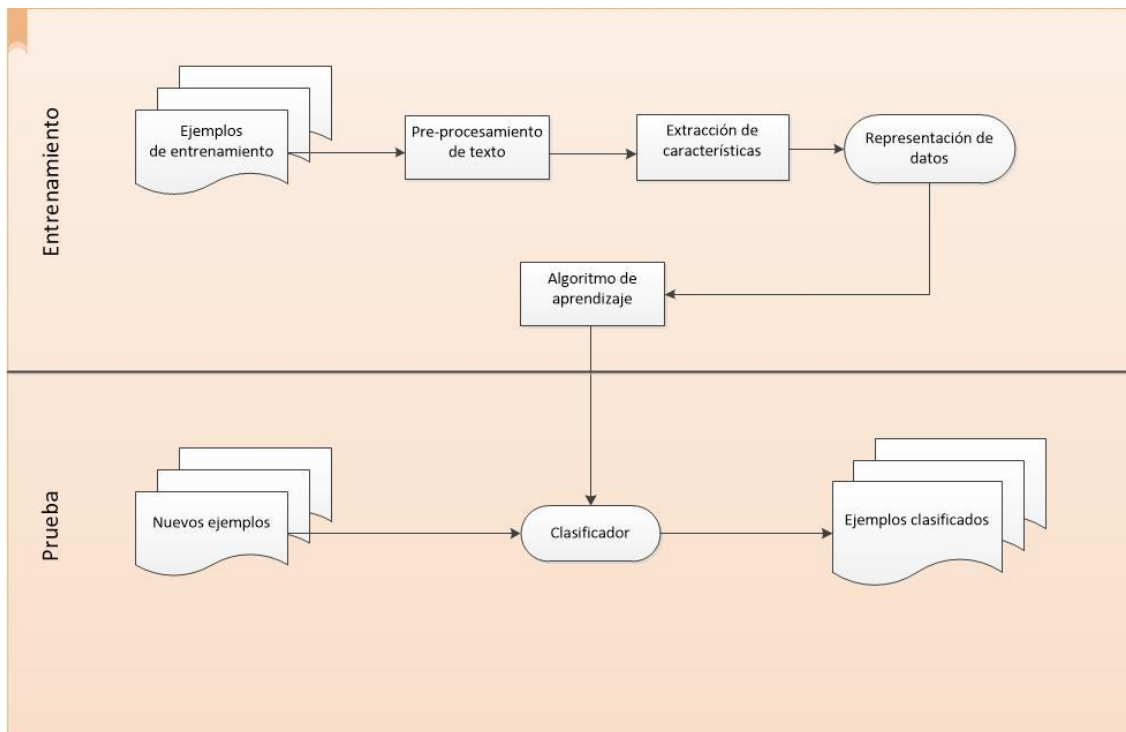 Entrenamiento
Ejemplos
de entrenamiento
Pre-procesamiento
de texto
Extracción de
características
Representación de
datos
Algoritmo de
aprendizaje
Prueba
Nuevos ejemplos
Clasificador
Ejemplos clasificados